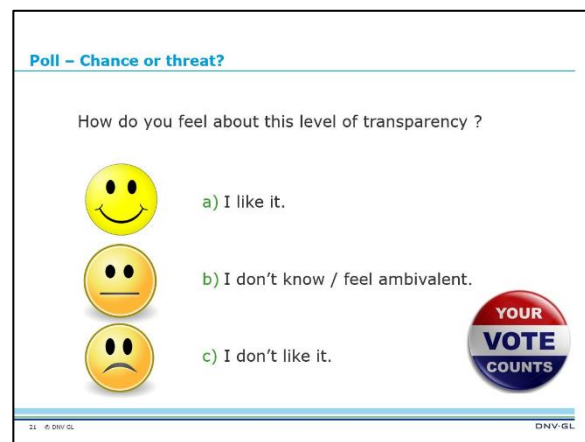 Poll – Chance or threat?
How do you feel about this level of transparency ?
a) I like it.
b) I don't know / feel ambivalent.
c) I don't like it.
YOUR
VOTE
COUNTS
21 © DNV GL
DNV·GL